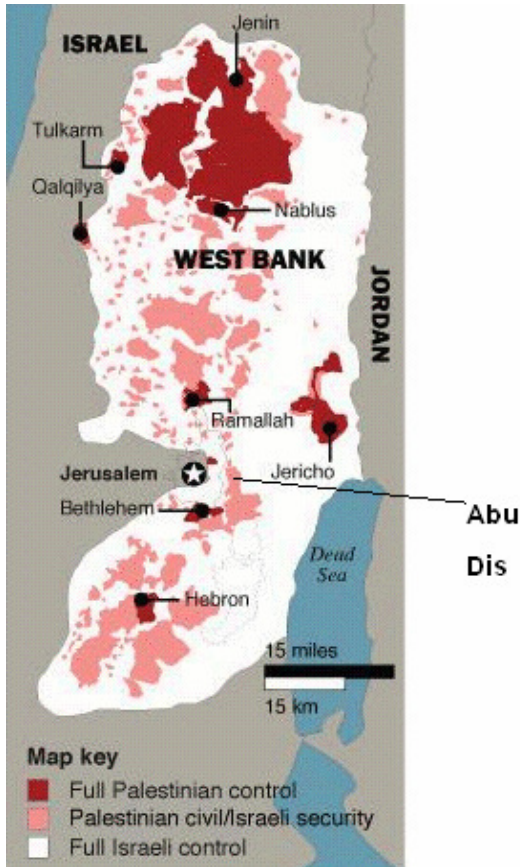 ISRAEL
Jenin
Tulkarm
Qalqilya
Nablus
WEST BANK
JORDAN
Ramallah
Jerusalem
Jericho
Bethlehem
Abu
Dis
Dead
Sea
Hebron
15 miles
15 km
Map key
Full Palestinian control
Palestinian civil/Israeli security
Full Israeli control